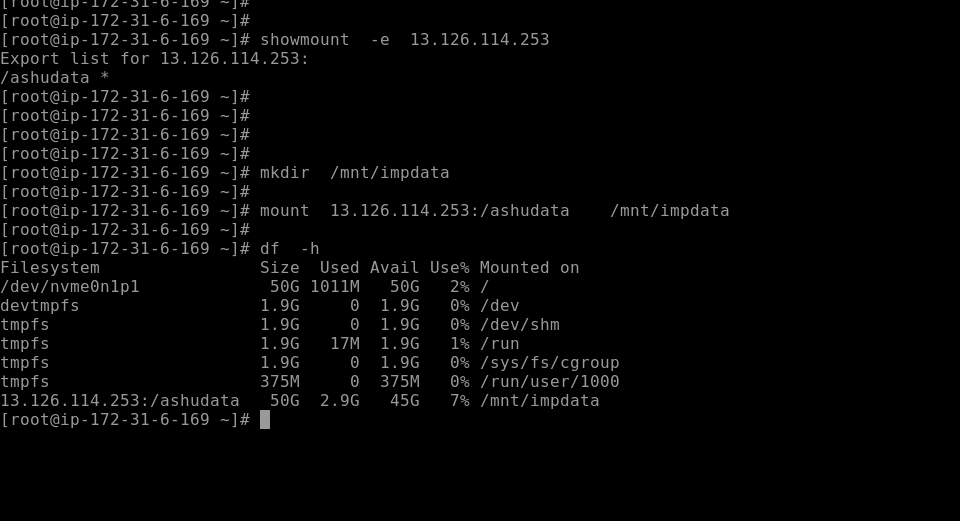 [root@ip-172-31-6-169 ~]#
[root@ip-172-31-6-169 ~]#
[root@ip-172-31-6-169 ~]# showmount  -e  13.126.114.253
Export list for 13.126.114.253:
/ashudata *
[root@ip-172-31-6-169 ~]#
[root@ip-172-31-6-169 ~]#
[root@ip-172-31-6-169 ~]#
[root@ip-172-31-6-169 ~]#
[root@ip-172-31-6-169 ~]# mkdir  /mnt/impdata
[root@ip-172-31-6-169 ~]#
[root@ip-172-31-6-169 ~]# mount  13.126.114.253:/ashudata    /mnt/impdata
[root@ip-172-31-6-169 ~]#
[root@ip-172-31-6-169 ~]# df  -h
Filesystem                Size  Used Avail Use% Mounted on
/dev/nvme0n1p1             50G 1011M   50G   2% /
devtmpfs                  1.9G     0  1.9G   0% /dev
tmpfs                     1.9G     0  1.9G   0% /dev/shm
tmpfs                     1.9G   17M  1.9G   1% /run
tmpfs                     1.9G     0  1.9G   0% /sys/fs/cgroup
tmpfs                     375M     0  375M   0% /run/user/1000
13.126.114.253:/ashudata   50G  2.9G   45G   7% /mnt/impdata
[root@ip-172-31-6-169 ~]#